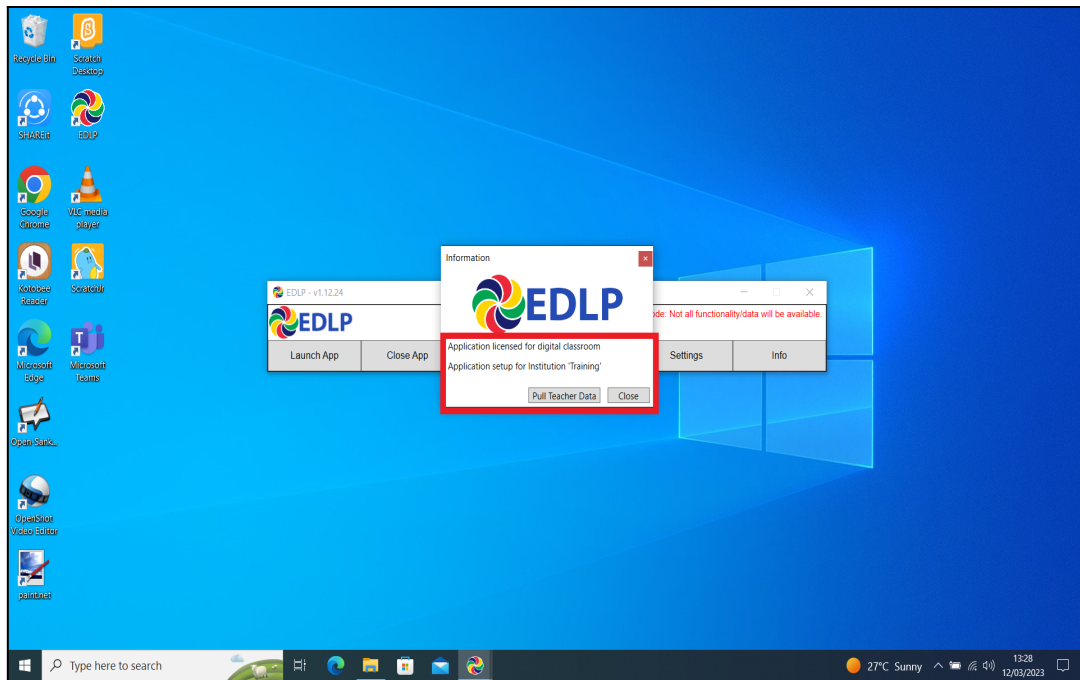 Recycle Bin
Scratch
Desktop
SHAREit
EDLP
Google
Chrome
VLC media
player
Kotobee
Reader
ScratchJr
Microsoft
Edge
Microsoft
Teams
Open-Sank...
OpenShot
Video Editor
paint.net
Information
EDLP
Application licensed for digital classroom
Application setup for Institution 'Training'
Pull Teacher Data
Close
EDLP - v1.12.24
EDLP
ode: Not all functionality/data will be available.
Launch App
Close App
Settings
Info
Type here to search
27°C Sunny
13:28
12/03/2023